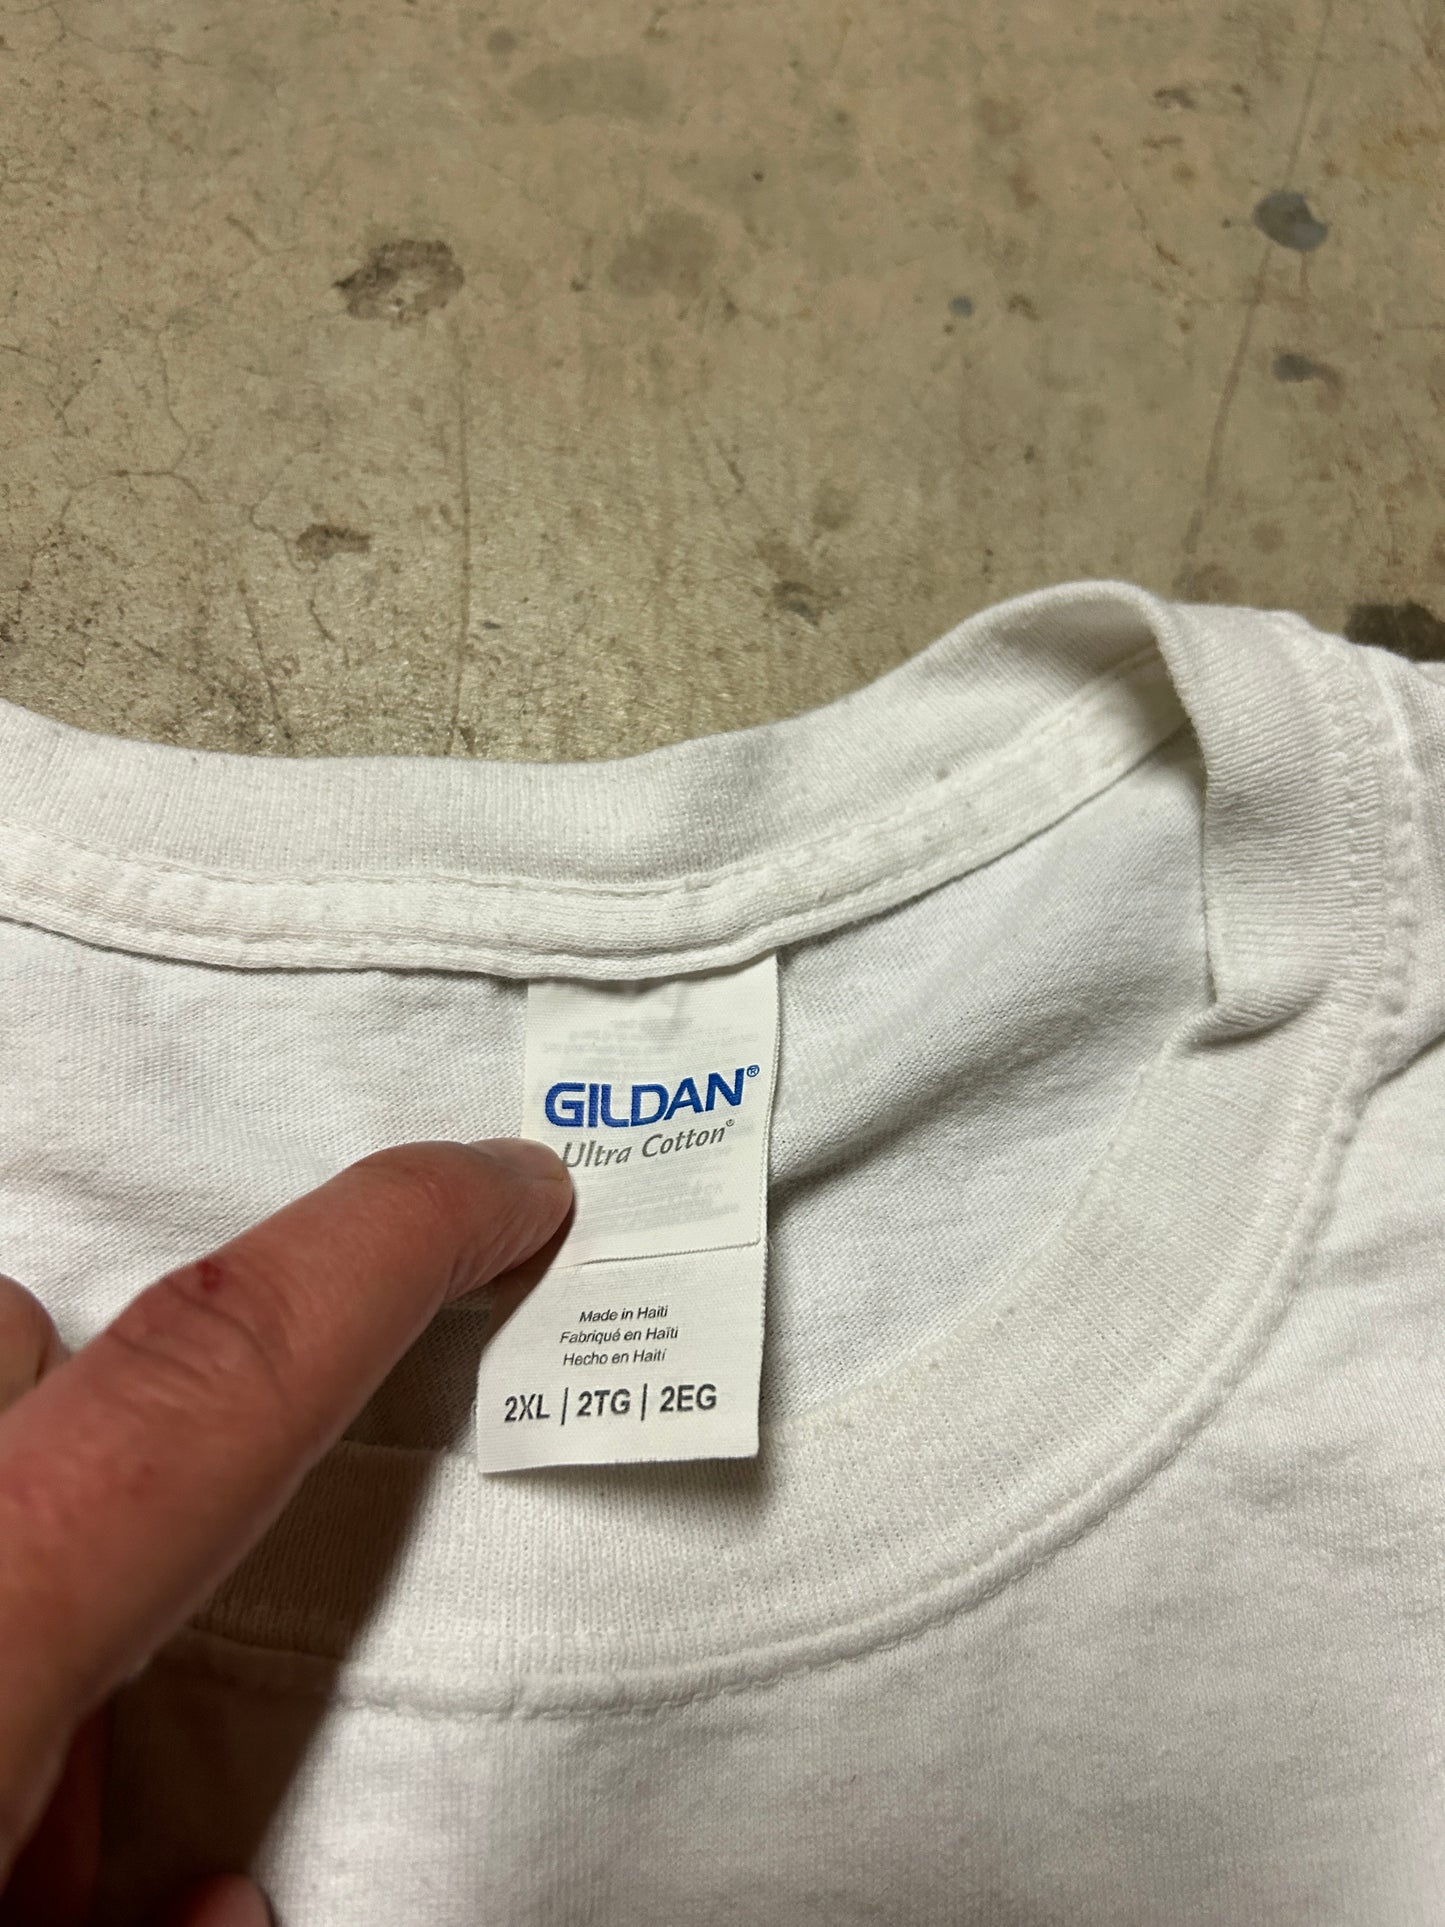 GILDAN®
Ultra Cotton®
Made in Haiti
Fabriqué en Haïti
Hecho en Haití
2XL | 2TG | 2EG